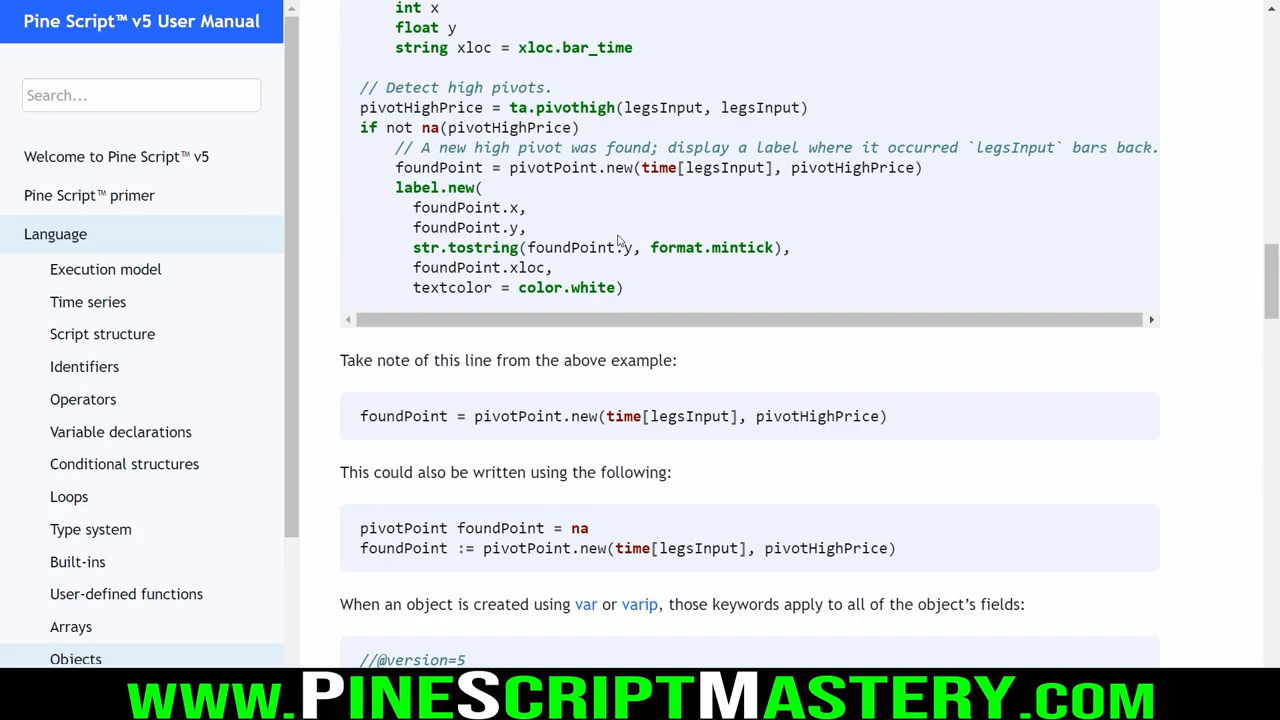 Pine Script™ v5 User Manual
Search...
Welcome to Pine Script™ v5
Pine Script™ primer
Language
Execution model
Time series
Script structure
Identifiers
Operators
Variable declarations
Conditional structures
Loops
Type system
Built-ins
User-defined functions
Arrays
Objects
int x
float y
string xloc = xloc.bar_time
// Detect high pivots.
pivotHighPrice = ta.pivothigh(legsInput, legsInput)
if not na(pivotHighPrice)
// A new high pivot was found; display a label where it occurred `legsInput` bars back.
foundPoint = pivotPoint.new(time[legsInput], pivotHighPrice)
label.new(
foundPoint.x,
foundPoint.y,
str.tostring(foundPoint.y, format.mintick),
foundPoint.xloc,
textcolor = color.white)
Take note of this line from the above example:
foundPoint = pivotPoint.new(time[legsInput], pivotHighPrice)
This could also be written using the following:
pivotPoint foundPoint = na
foundPoint := pivotPoint.new(time[legsInput], pivotHighPrice)
When an object is created using var or varip, those keywords apply to all of the object’s fields:
//@version=5
www.PineScriptMastery.com